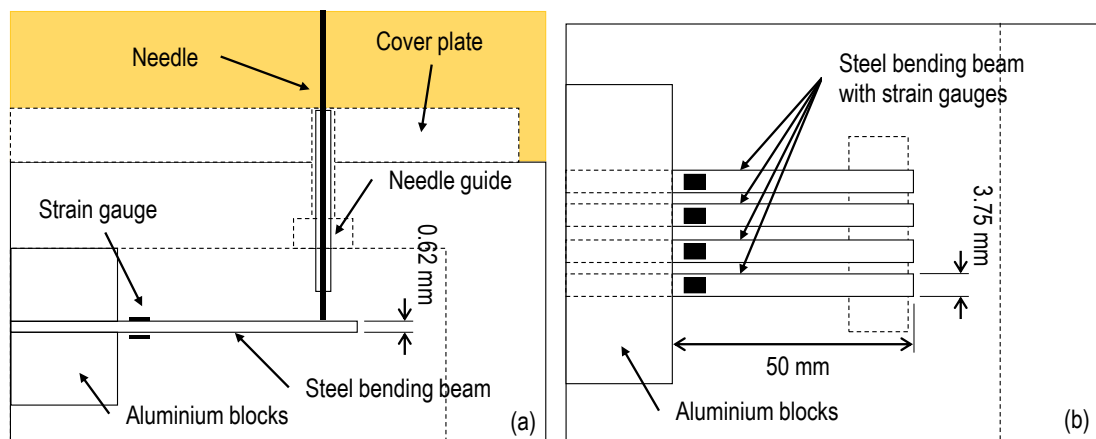 Needle
Cover plate
Needle guide
Strain gauge
0.62 mm
Steel bending beam
Aluminium blocks
(a)
Steel bending beam
with strain gauges
3.75 mm
50 mm
Aluminium blocks
(b)